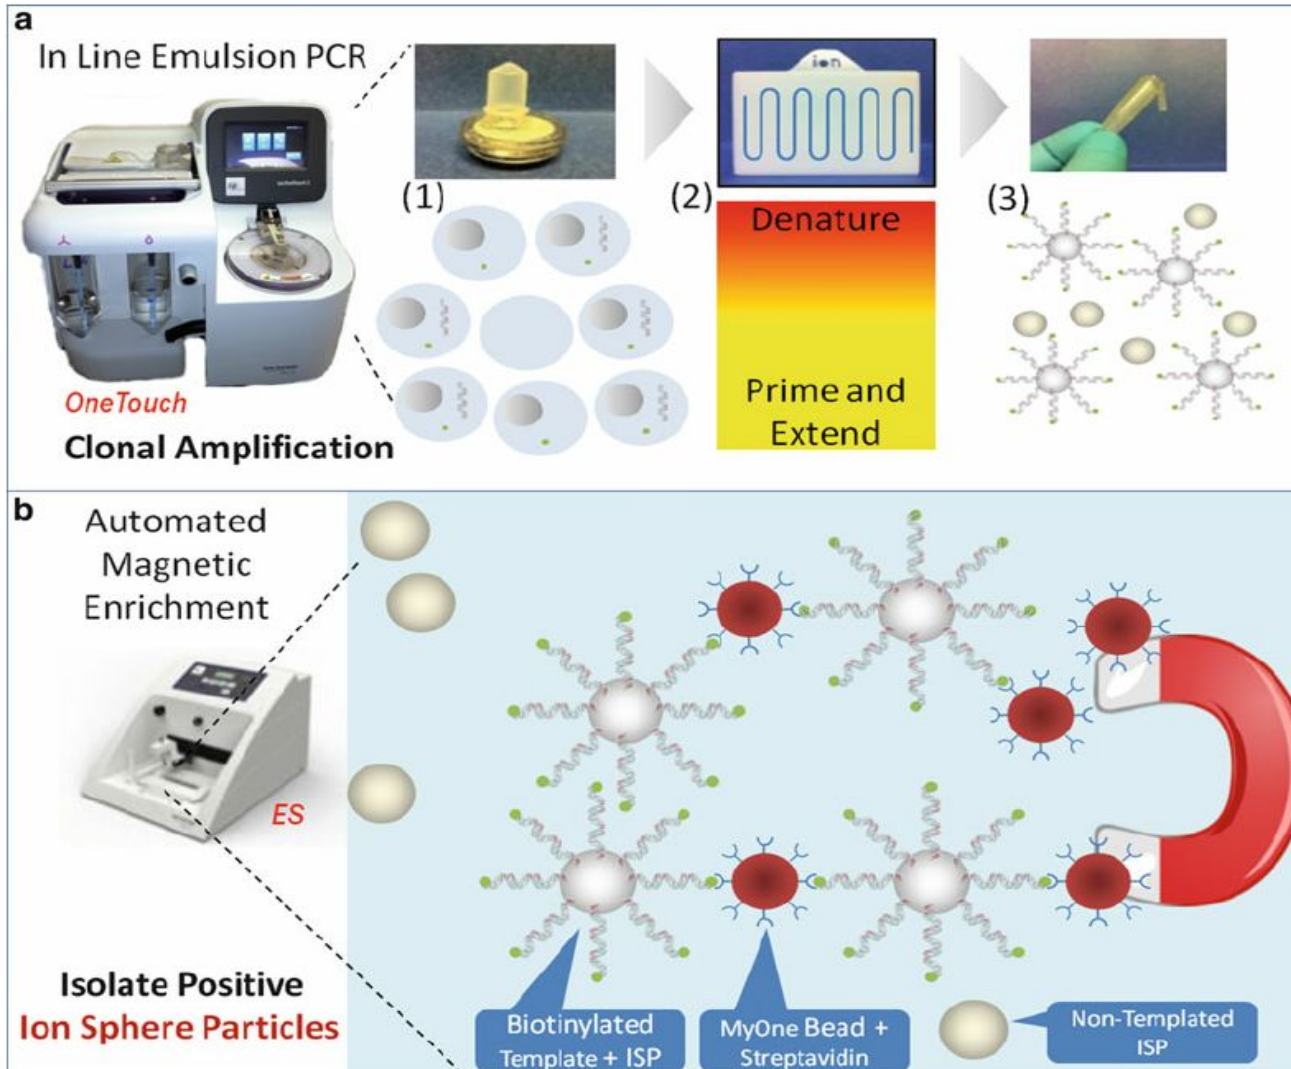 a
In Line Emulsion PCR
OneTouch
Clonal Amplification
(1)
ion
(2)
Denature
Prime and
Extend
(3)
b
Automated
Magnetic
Enrichment
ES
Isolate Positive
Ion Sphere Particles
Biotinylated
Template + ISP
MyOne Bead +
Streptavidin
Non-Templated
ISP